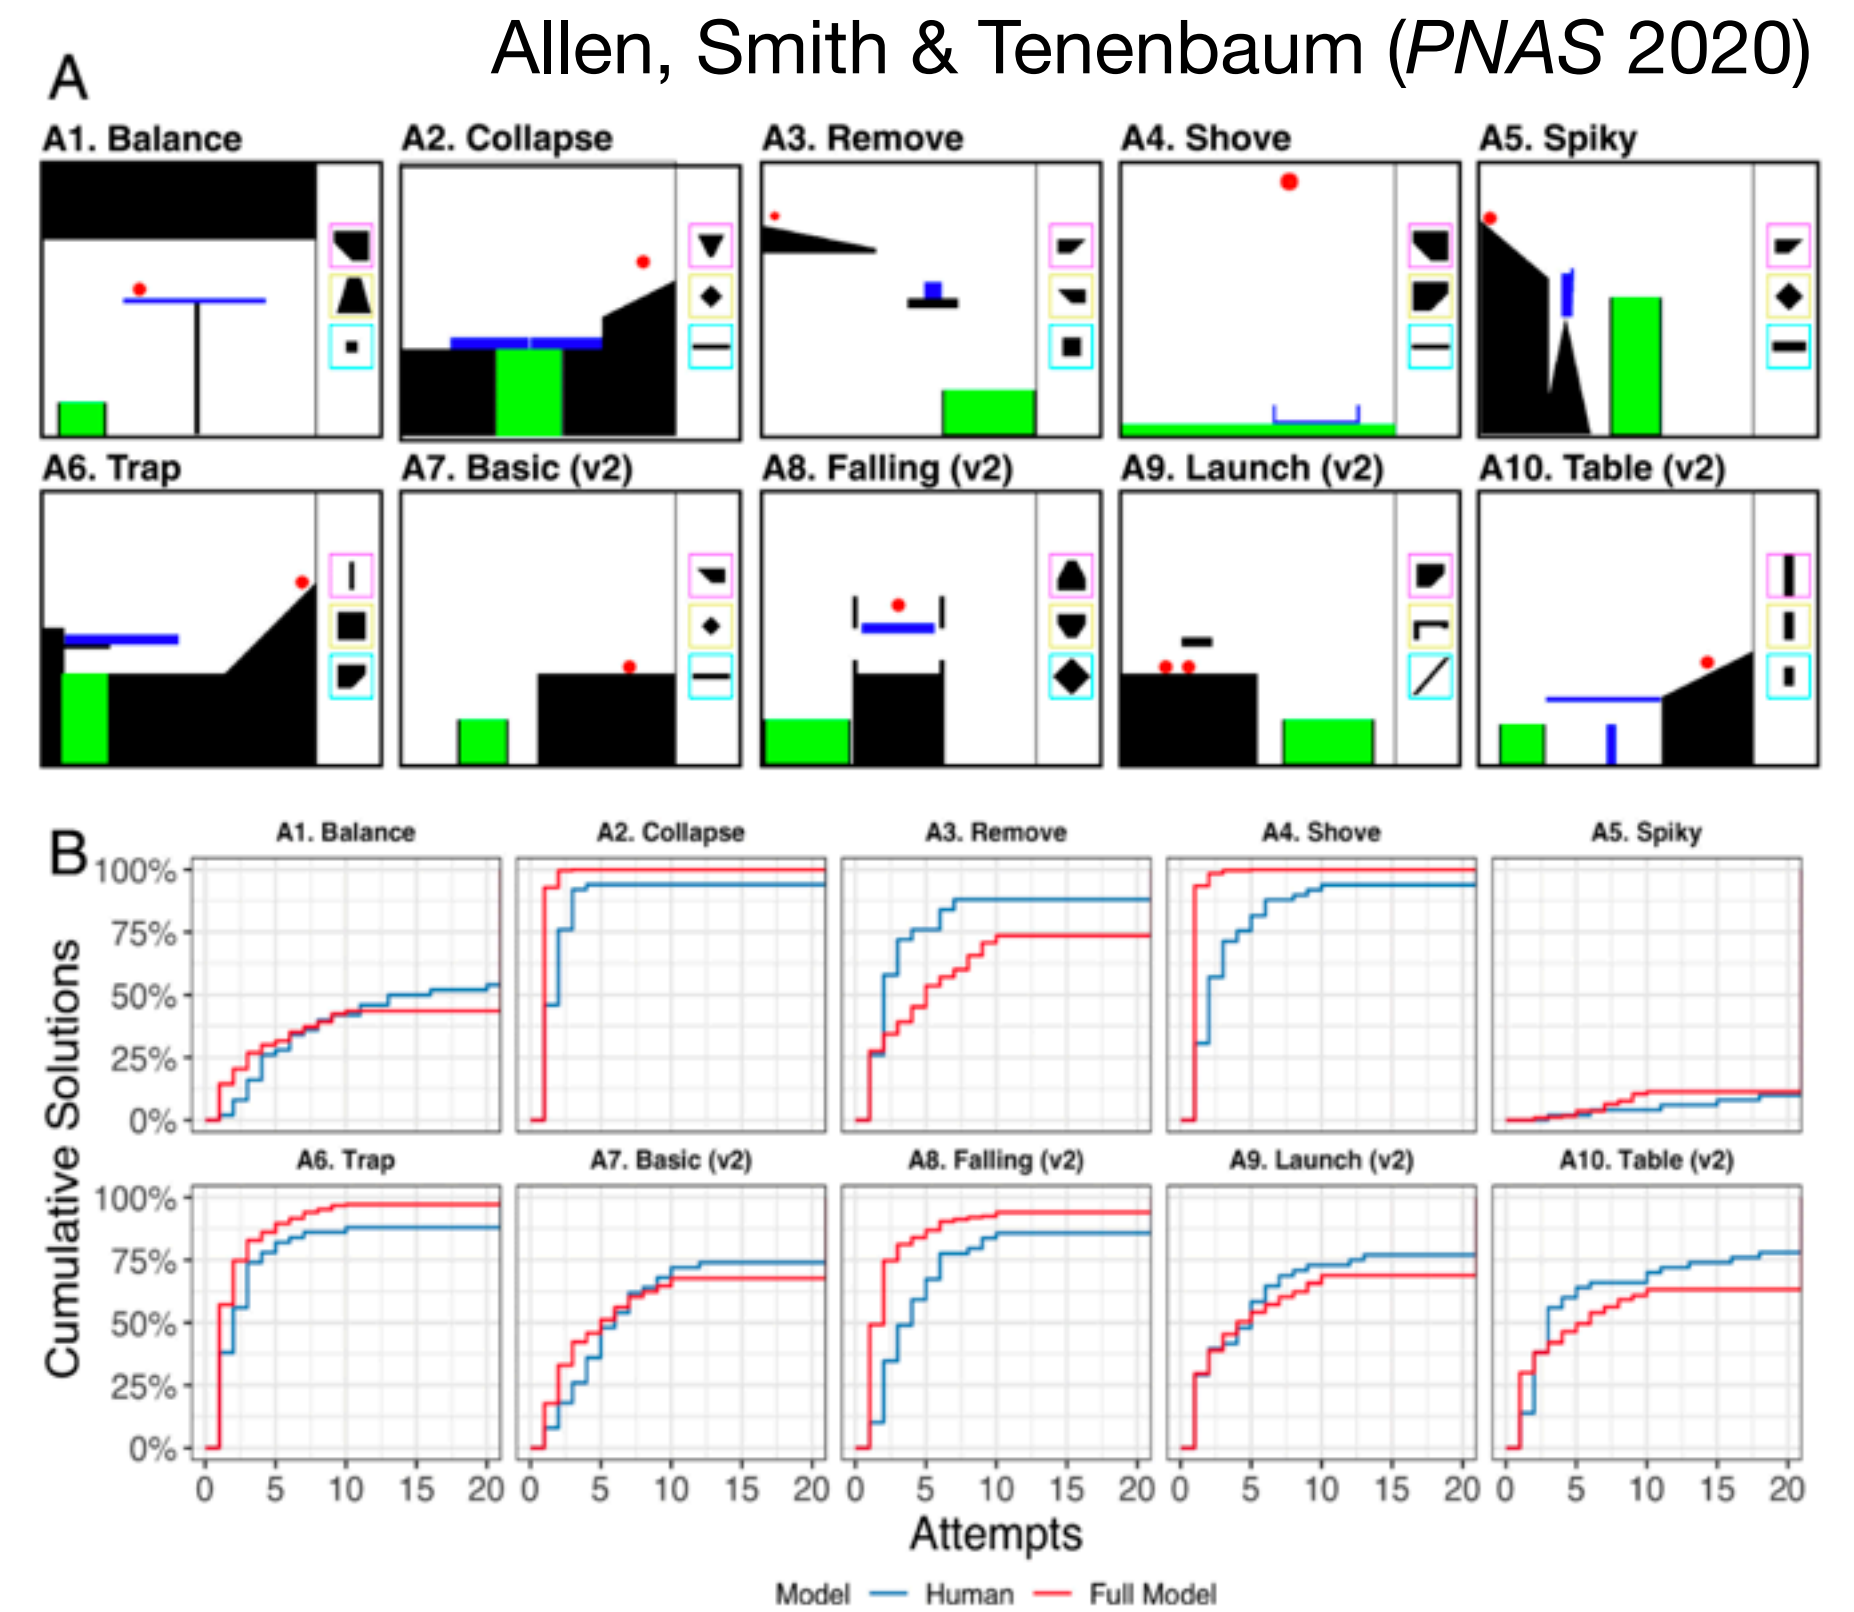 Allen, Smith & Tenenbaum (PNAS 2020)
A
A1. Balance A2. Collapse A3. Remove A4. Shove A5. Spiky
A6. Trap A7. Basic (v2) A8. Falling (v2) A9. Launch (v2) A10. Table (v2)
B
A1. Balance A2. Collapse A3. Remove A4. Shove A5. Spiky
100%
75%
50%
25%
0%
A6. Trap A7. Basic (v2) A8. Falling (v2) A9. Launch (v2) A10. Table (v2)
100%
75%
50%
25%
0%
Cumulative Solutions
0 5 10 15 20 0 5 10 15 20 0 5 10 15 20 0 5 10 15 20 0 5 10 15 20
Attempts
Model Human Full Model